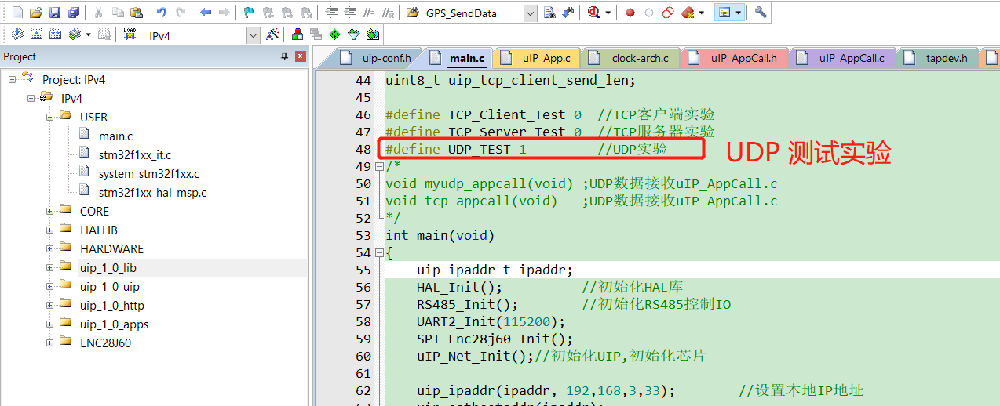 GPS_SendData
LOAD
IPv4
Project
uip-conf.h main.c uIP_App.c clock-arch.c uIP_AppCall.h uIP_AppCall.c tapdev.h
Project: IPv4
IPv4
USER
main.c
stm32f1xx_it.c
system_stm32f1xx.c
stm32f1xx_hal_msp.c
CORE
HALLIB
HARDWARE
uip_1_0_lib
uip_1_0_uip
uip_1_0_http
uip_1_0_apps
ENC28J60
44 uint8_t uip_tcp_client_send_len;
45
46 #define TCP_Client_Test 0 //TCP客户端实验
47 #define TCP_Server_Test 0 //TCP服务器实验
48 #define UDP_TEST 1 //UDP实验
UDP 测试实验
49 /*
50 void myudp_appcall(void) ;UDP数据接收uIP_AppCall.c
51 void tcp_appcall(void) ;UDP数据接收uIP_AppCall.c
52 */
53 int main(void)
54 {
55 uip_ipaddr_t ipaddr;
56 HAL_Init(); //初始化HAL库
57 RS485_Init(); //初始化RS485控制IO
58 UART2_Init(115200);
59 SPI_Enc28j60_Init();
60 uIP_Net_Init();//初始化UIP,初始化芯片
61
62 uip_ipaddr(ipaddr, 192,168,3,33); //设置本地IP地址